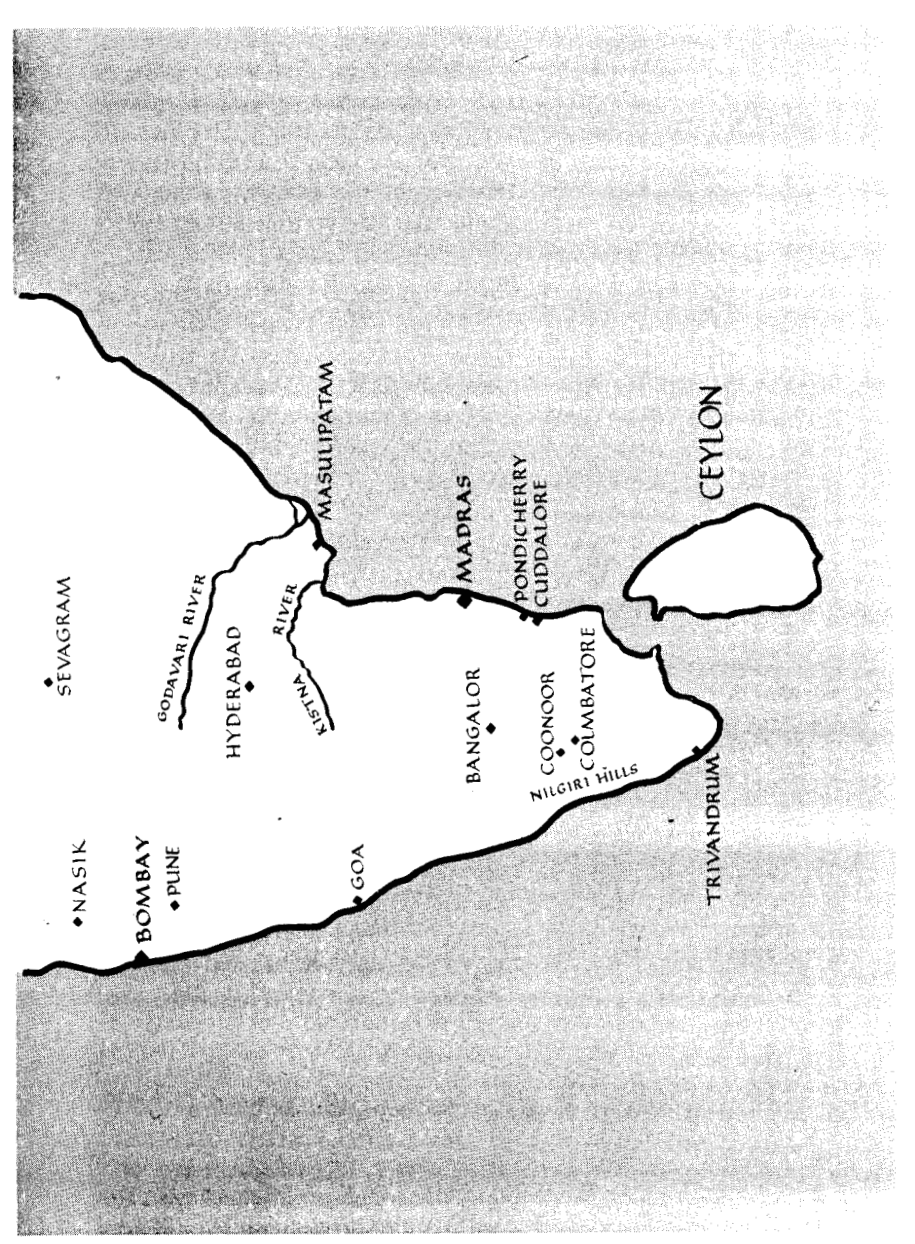 SEVAGRAM
NASIK
BOMBAY
PUNE
GODAVARI RIVER
HYDERABAD
KISTNA RIVER
MASULIPATAM
GOA
MADRAS
BANGALOR
PONDICHERRY
CUDDALORE
COONOOR
COLMBATORE
NILGIRI HILLS
TRIVANDRUM
CEYLON